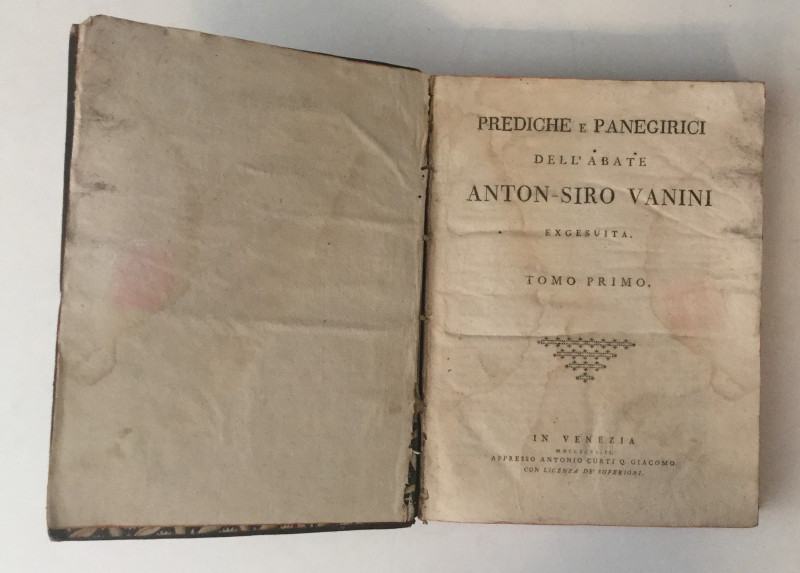 PREDICHE E PANEGIRICI
DELL'ABATE
ANTON-SIRO VANINI
EXGESUITA.
TOMO PRIMO.
IN VENEZIA
APPRESSO ANTONIO CURTI Q. GIACOMO.
CON LICENZA DE' SUPERIORI.